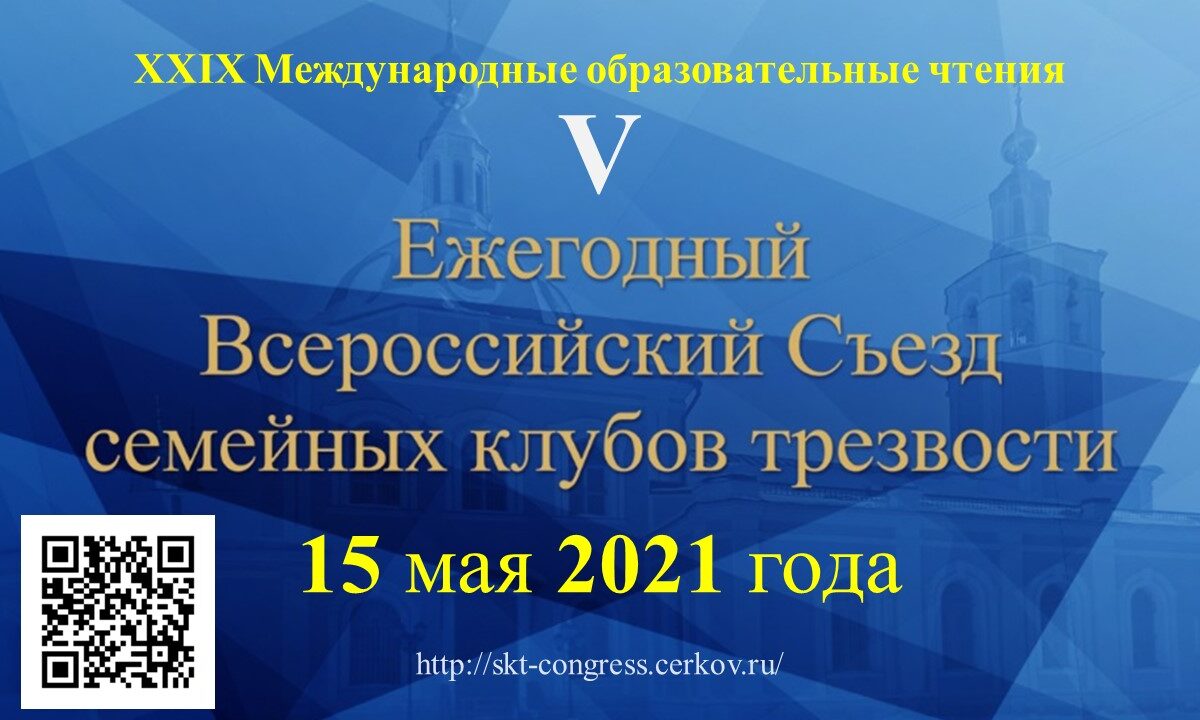 XXIX Международные образовательные чтения
V
Ежегодный
Всероссийский Съезд
семейных клубов трезвости
15 мая 2021 года
http://skt-congress.cerkov.ru/